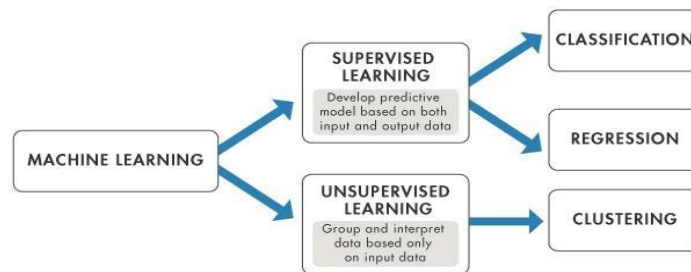 MACHINE LEARNING
SUPERVISED
LEARNING
Develop predictive
model based on both
input and output data
CLASSIFICATION
REGRESSION
UNSUPERVISED
LEARNING
Group and interpret
data based only
on input data
CLUSTERING